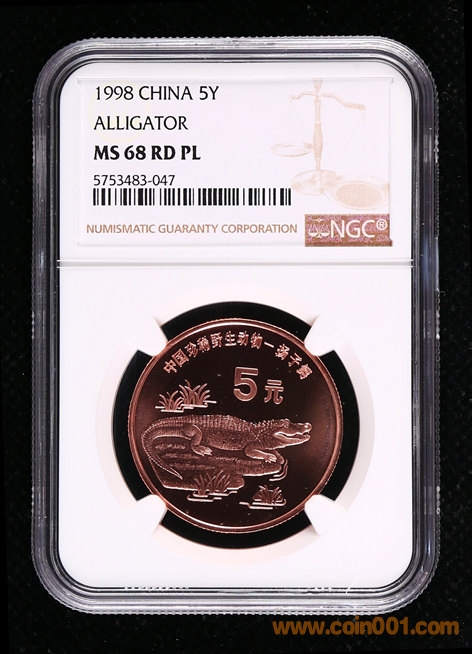 1998 CHINA 5Y
ALLIGATOR
MS 68 RD PL
5753483-047
NUMISMATIC GUARANTY CORPORATION
NGC®
中国珍稀野生动物—扬子鳄
5元
www.coin001.com